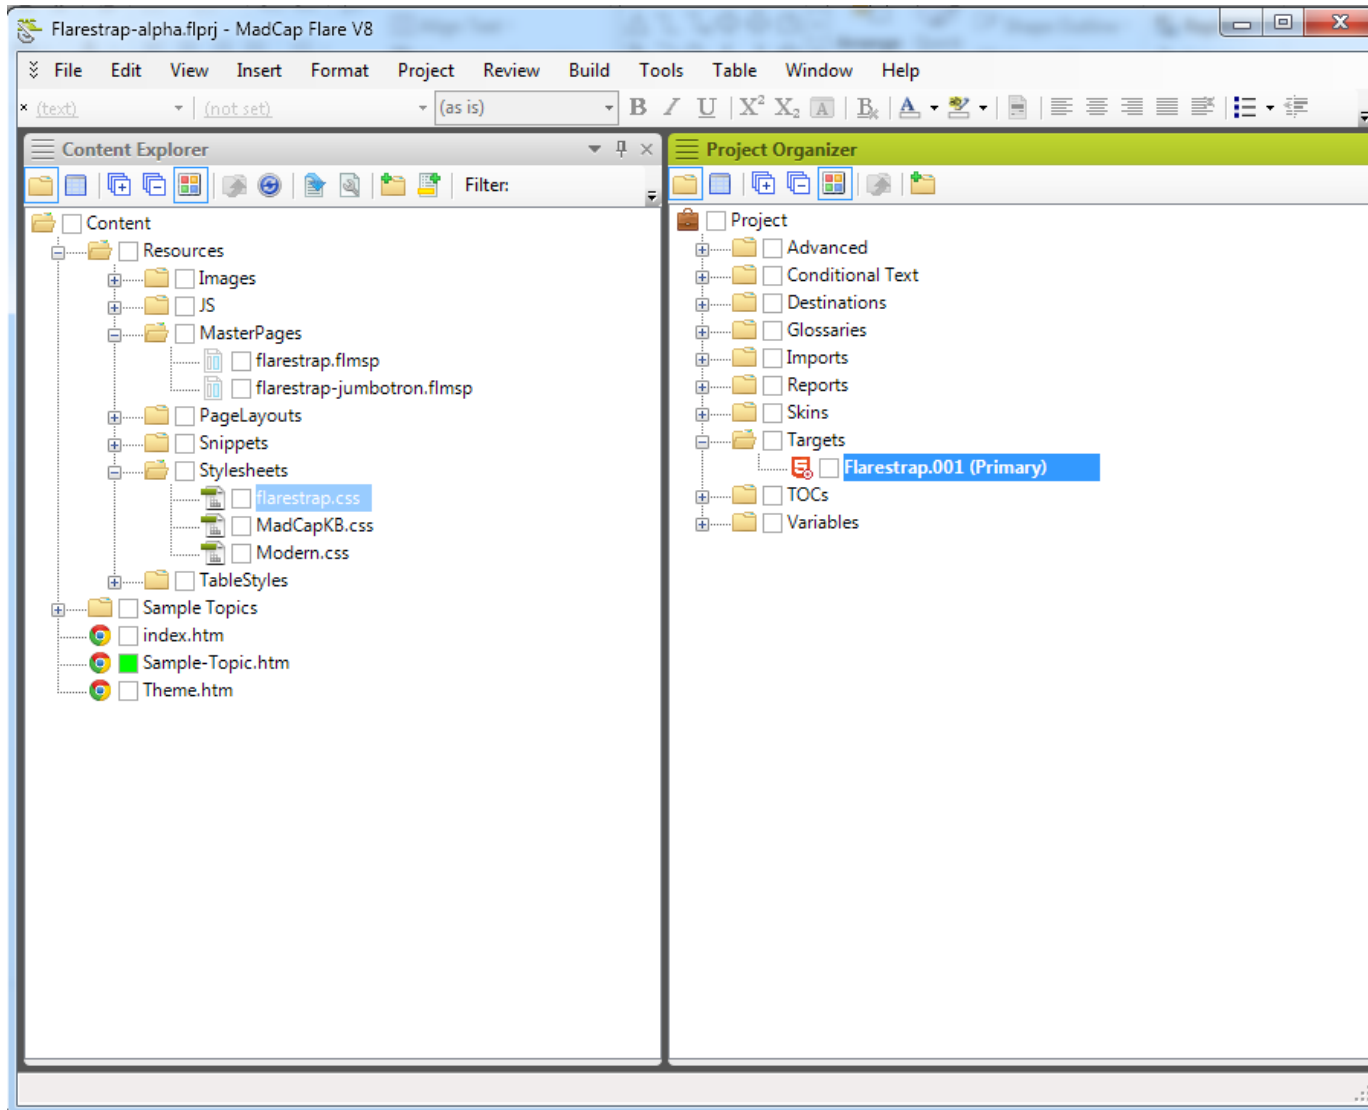 Flarestrap-alpha.flprj - MadCap Flare V8
File Edit View Insert Format Project Review Build Tools Table Window Help
(text) (not set) (as is) B I U X² X₂ A B A
Content Explorer
Filter:
Content
Resources
Images
JS
MasterPages
flarestrap.flmsp
flarestrap-jumbotron.flmsp
PageLayouts
Snippets
Stylesheets
flarestrap.css
MadCapKB.css
Modern.css
TableStyles
Sample Topics
index.htm
Sample-Topic.htm
Theme.htm
Project Organizer
Project
Advanced
Conditional Text
Destinations
Glossaries
Imports
Reports
Skins
Targets
Flarestrap.001 (Primary)
TOCs
Variables